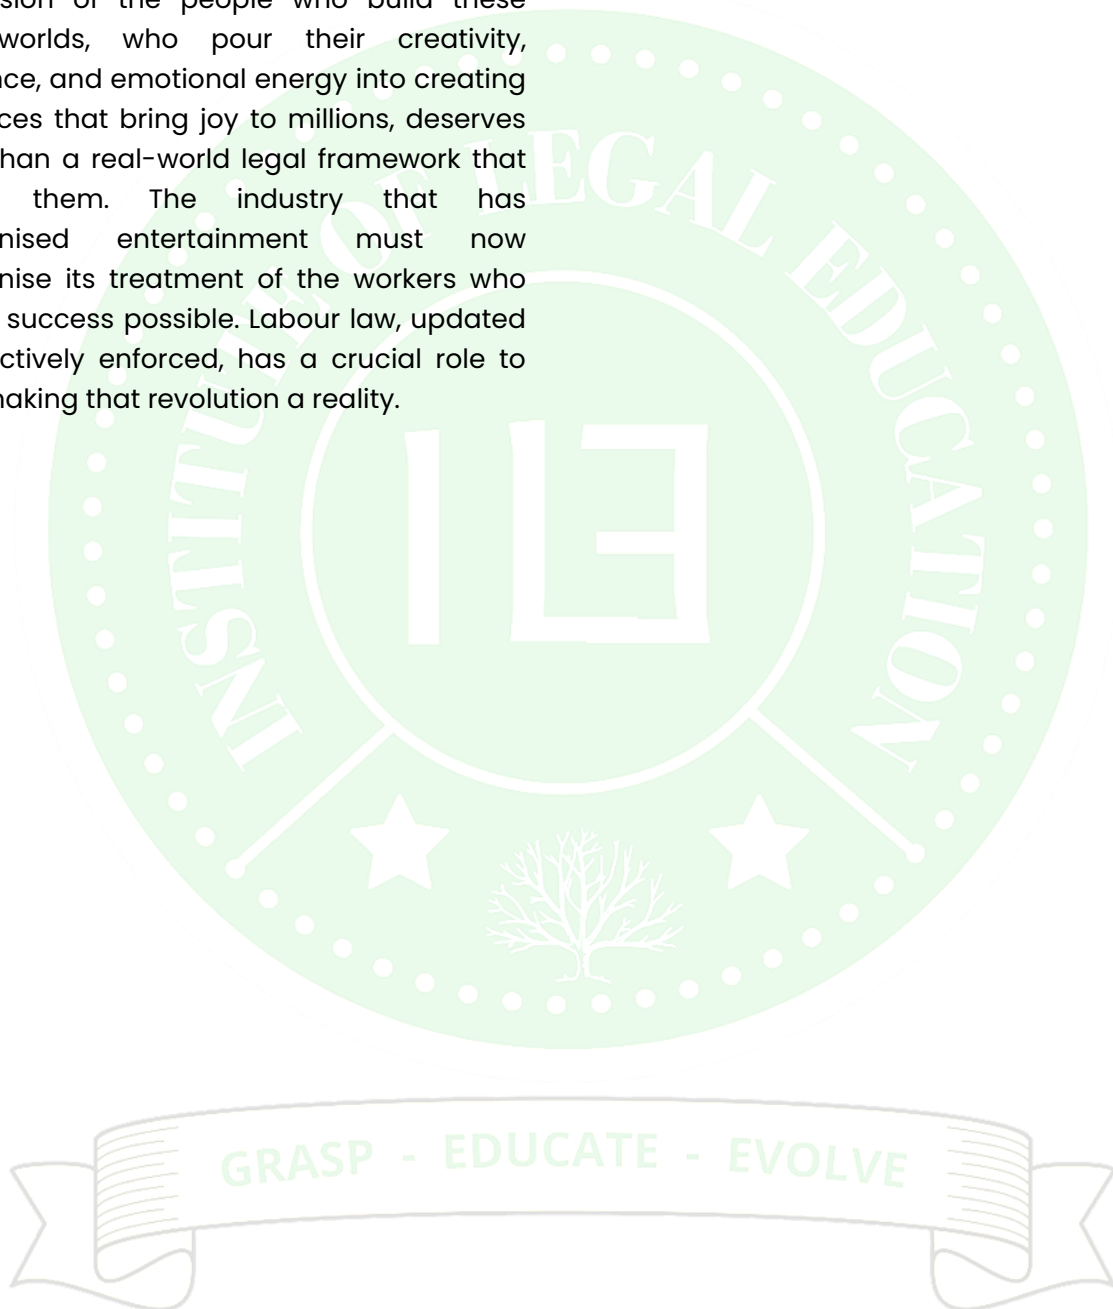 sion of the people who build these
worlds, who pour their creativity,
nce, and emotional energy into creating
ces that bring joy to millions, deserves
han a real-world legal framework that
them. The industry that has
nised entertainment must now
nise its treatment of the workers who
success possible. Labour law, updated
ctively enforced, has a crucial role to
making that revolution a reality.
INSTITUTE OF LEGAL EDUCATION
ILE
GRASP - EDUCATE - EVOLVE